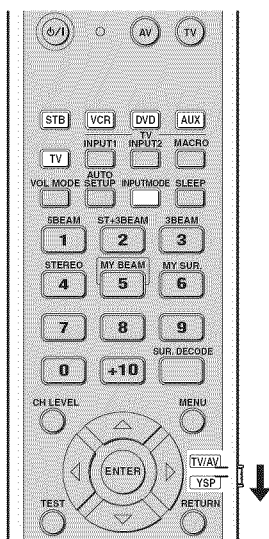 AV TV
STB VCR DVD AUX
TV
INPUT1 INPUT2 MACRO
TV
AUTO
VOL MODE SETUP INPUTMODE SLEEP
5BEAM ST+3BEAM 3BEAM
1 2 3
STEREO MY BEAM MY SUR.
4 5 6
7 8 9
SUR. DECODE
0 +10
CH LEVEL MENU
ENTER
TV/AV
YSP
TEST RETURN